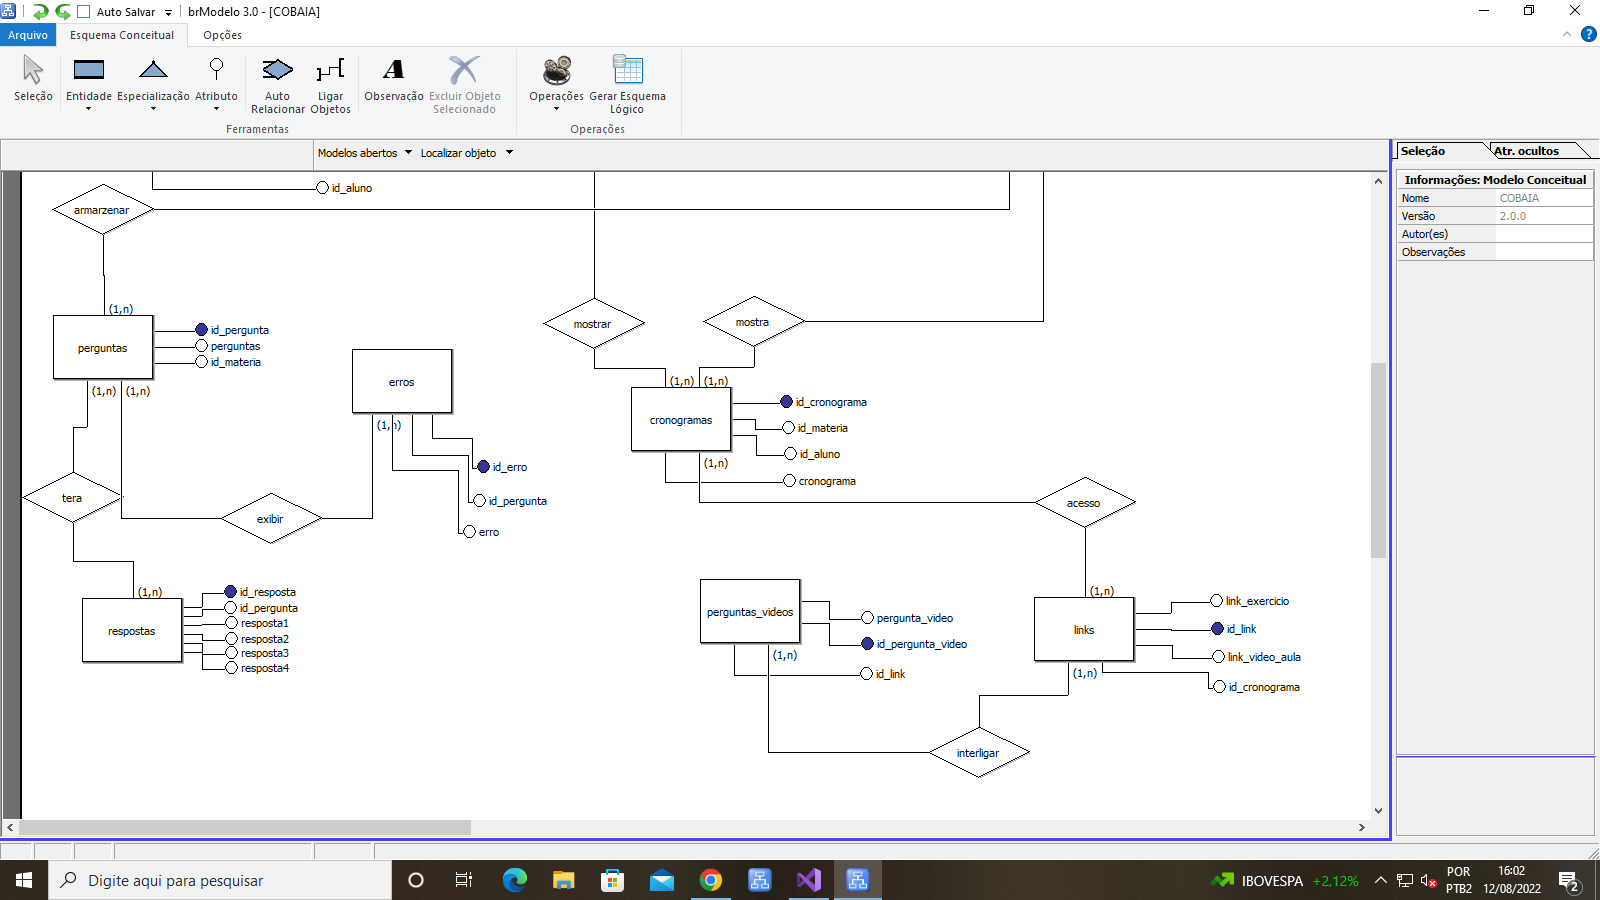 Auto Salvar
brModelo 3.0 - [COBAIA]
Arquivo
Esquema Conceitual
Opções
Seleção
Entidade
Especialização
Atributo
Auto Relacionar
Ligar Objetos
Observação
Excluir Objeto Selecionado
Operações
Gerar Esquema Lógico
Ferramentas
Operações
Modelos abertos
Localizar objeto
Seleção
Atr. ocultos
Informações: Modelo Conceitual
Nome COBAIA
Versão 2.0.0
Autor(es)
Observações
id_aluno
armarzenar
(1,n)
perguntas
id_pergunta
perguntas
id_materia
(1,n)
(1,n)
erros
(1,n)
id_erro
id_pergunta
erro
tera
exibir
(1,n)
respostas
id_resposta
id_pergunta
resposta1
resposta2
resposta3
resposta4
mostrar
mostra
(1,n)
(1,n)
cronogramas
id_cronograma
id_materia
id_aluno
cronograma
(1,n)
acesso
(1,n)
links
link_exercicio
id_link
link_video_aula
id_cronograma
(1,n)
perguntas_videos
pergunta_video
id_pergunta_video
id_link
(1,n)
interligar
Digite aqui para pesquisar
IBOVESPA +2,12%
POR
PTB2
16:02
12/08/2022
2